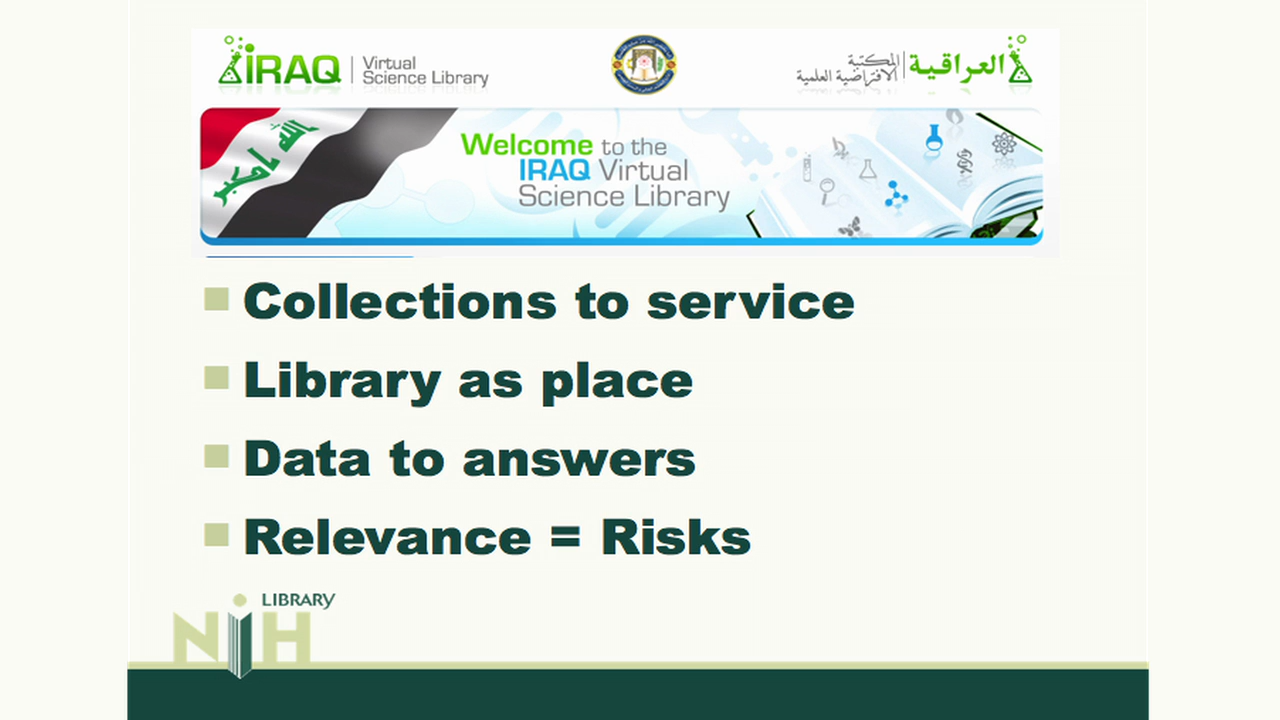 IRAQ
Virtual
Science Library
المكتبة
الافتراضية العلمية
العراقية
الله اكبر
Welcome to the
IRAQ Virtual
Science Library
Collections to service
Library as place
Data to answers
Relevance = Risks
LIBRARY
NIH